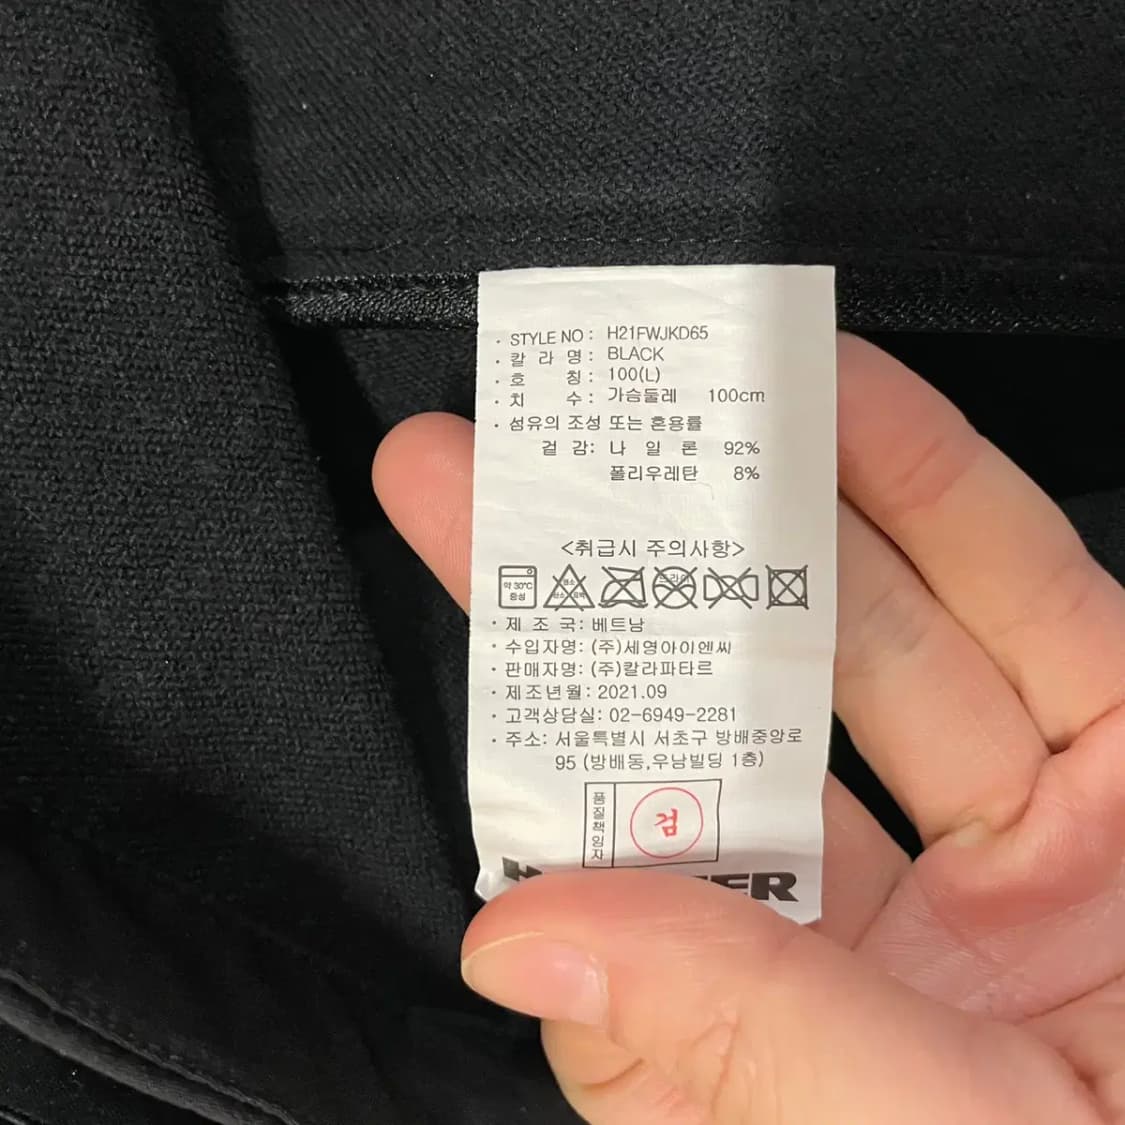 · STYLE NO : H21FWJKD65
· 칼 라 명 : BLACK
· 호 칭 : 100(L)
· 치 수 : 가슴둘레 100cm
· 섬유의 조성 또는 혼용률
겉 감: 나 일 론 92%
폴리우레탄 8%
<취급시 주의사항>
약 30℃
중성
· 제 조 국: 베트남
· 수입자명: (주)세영아이엔씨
· 판매자명: (주)칼라파타르
· 제조년월: 2021.09
· 고객상담실: 02-6949-2281
· 주소: 서울특별시 서초구 방배중앙로
95 (방배동,우남빌딩 1층)
품질책임자
검